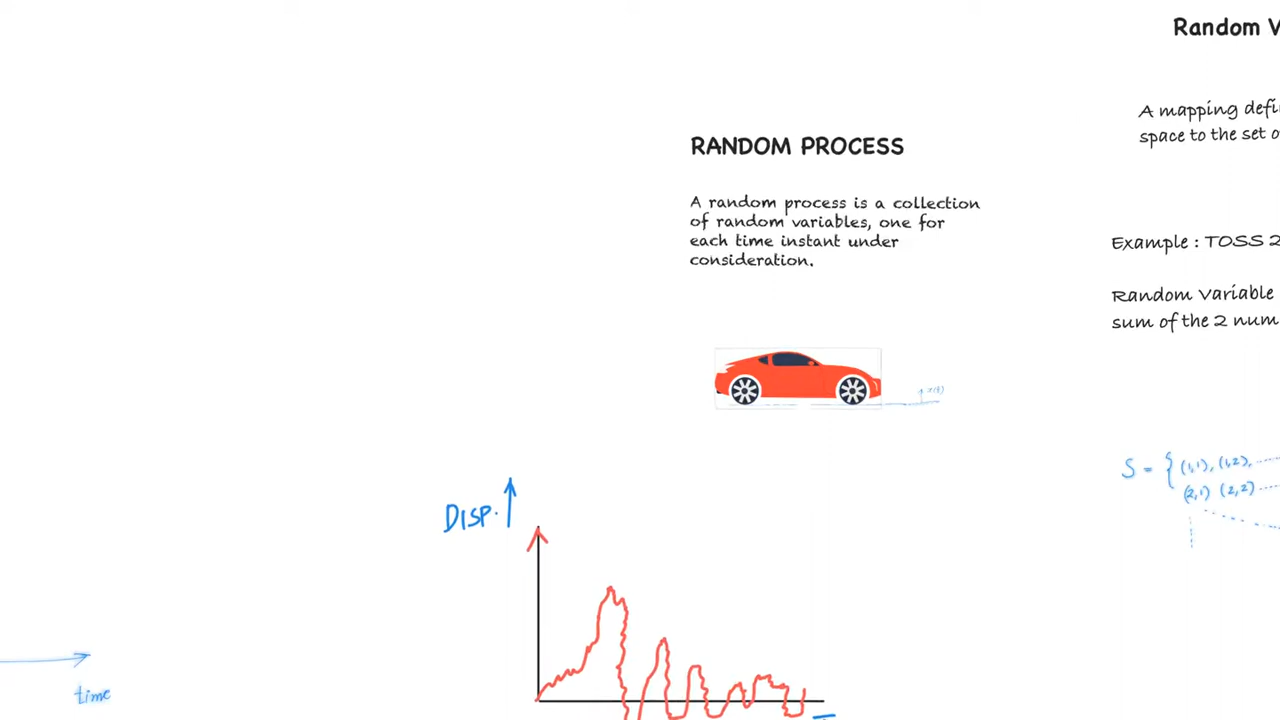 Random V
A mapping defi
space to the set o
RANDOM PROCESS
A random process is a collection
of random variables, one for
each time instant under
consideration.
Example : TOSS 2
Random Variable
sum of the 2 num
S = { (1,1), (1,2),
(2,1) (2,2)
DISP.
time